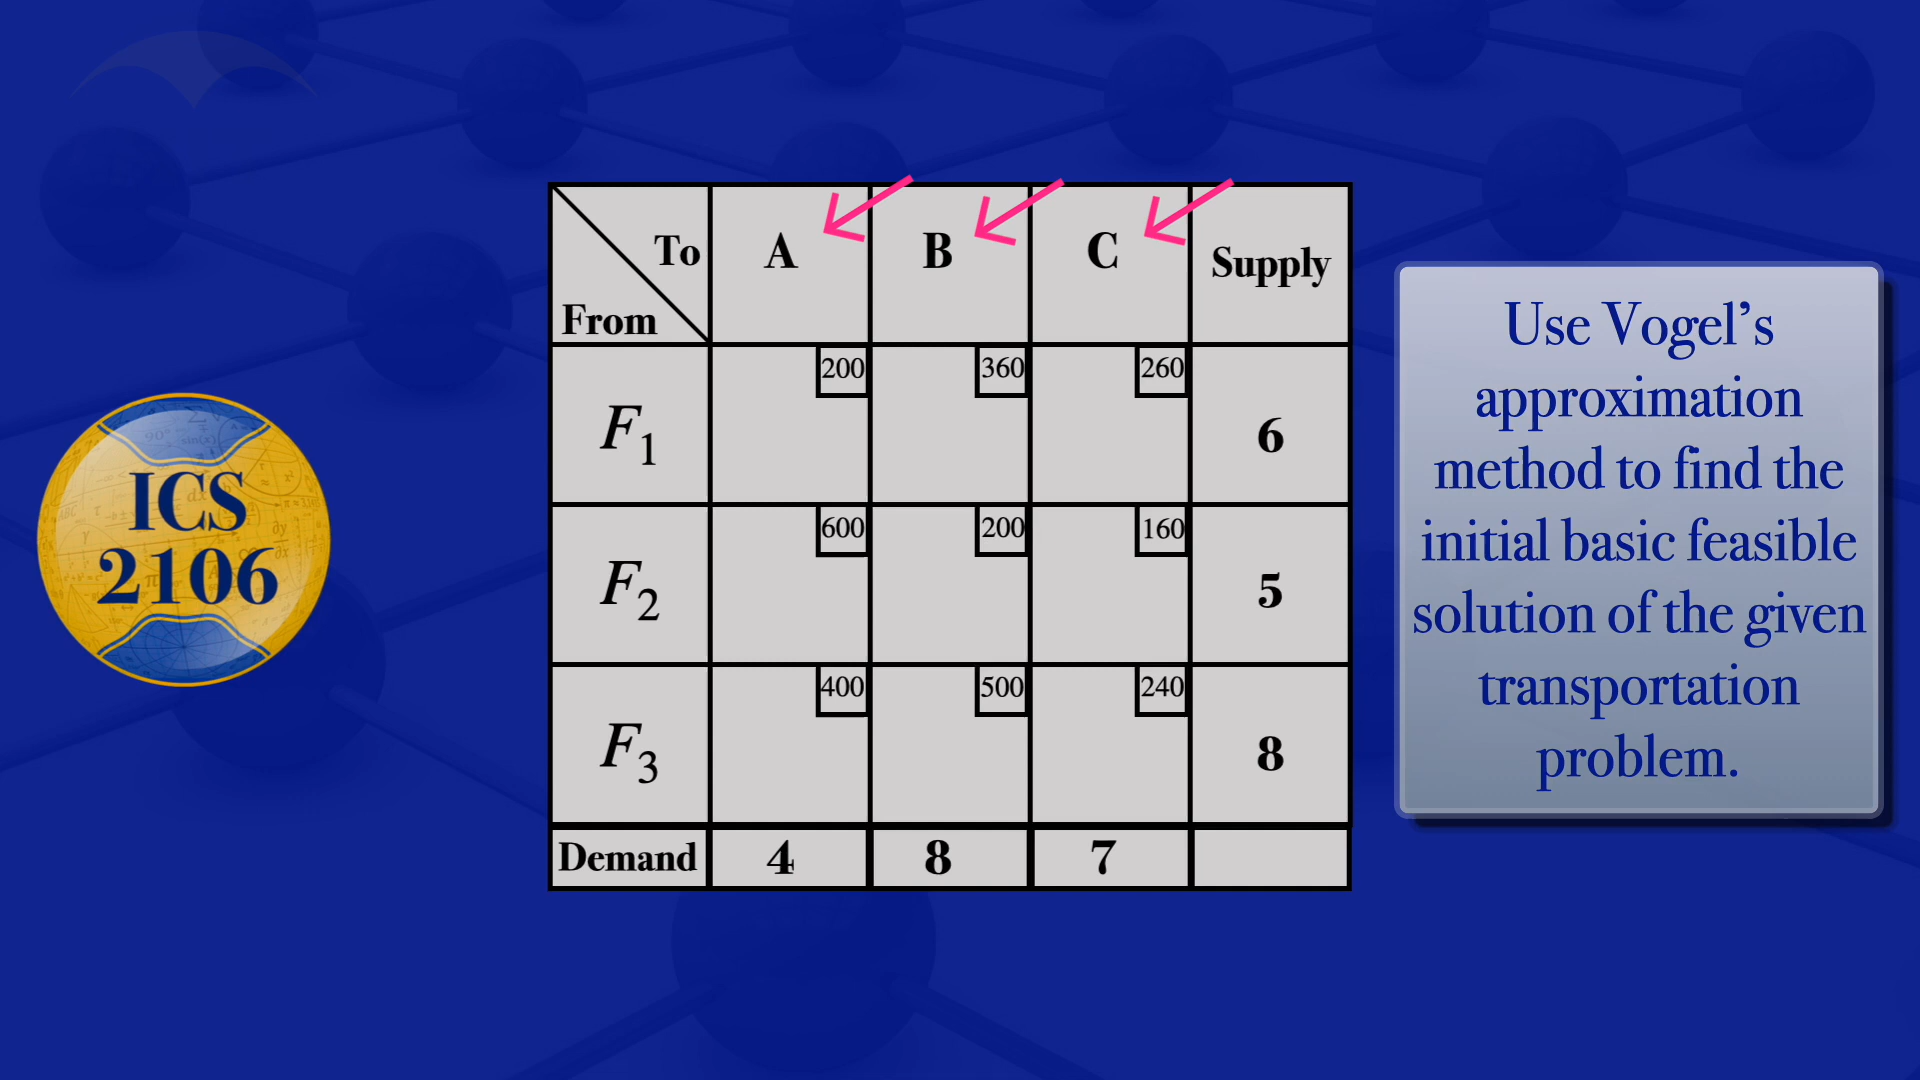 ICS
2106
To
From
A
B
C
Supply
F1
200
360
260
6
F2
600
200
160
5
F3
400
500
240
8
Demand
4
8
7
Use Vogel’s
approximation
method to find the
initial basic feasible
solution of the given
transportation
problem.